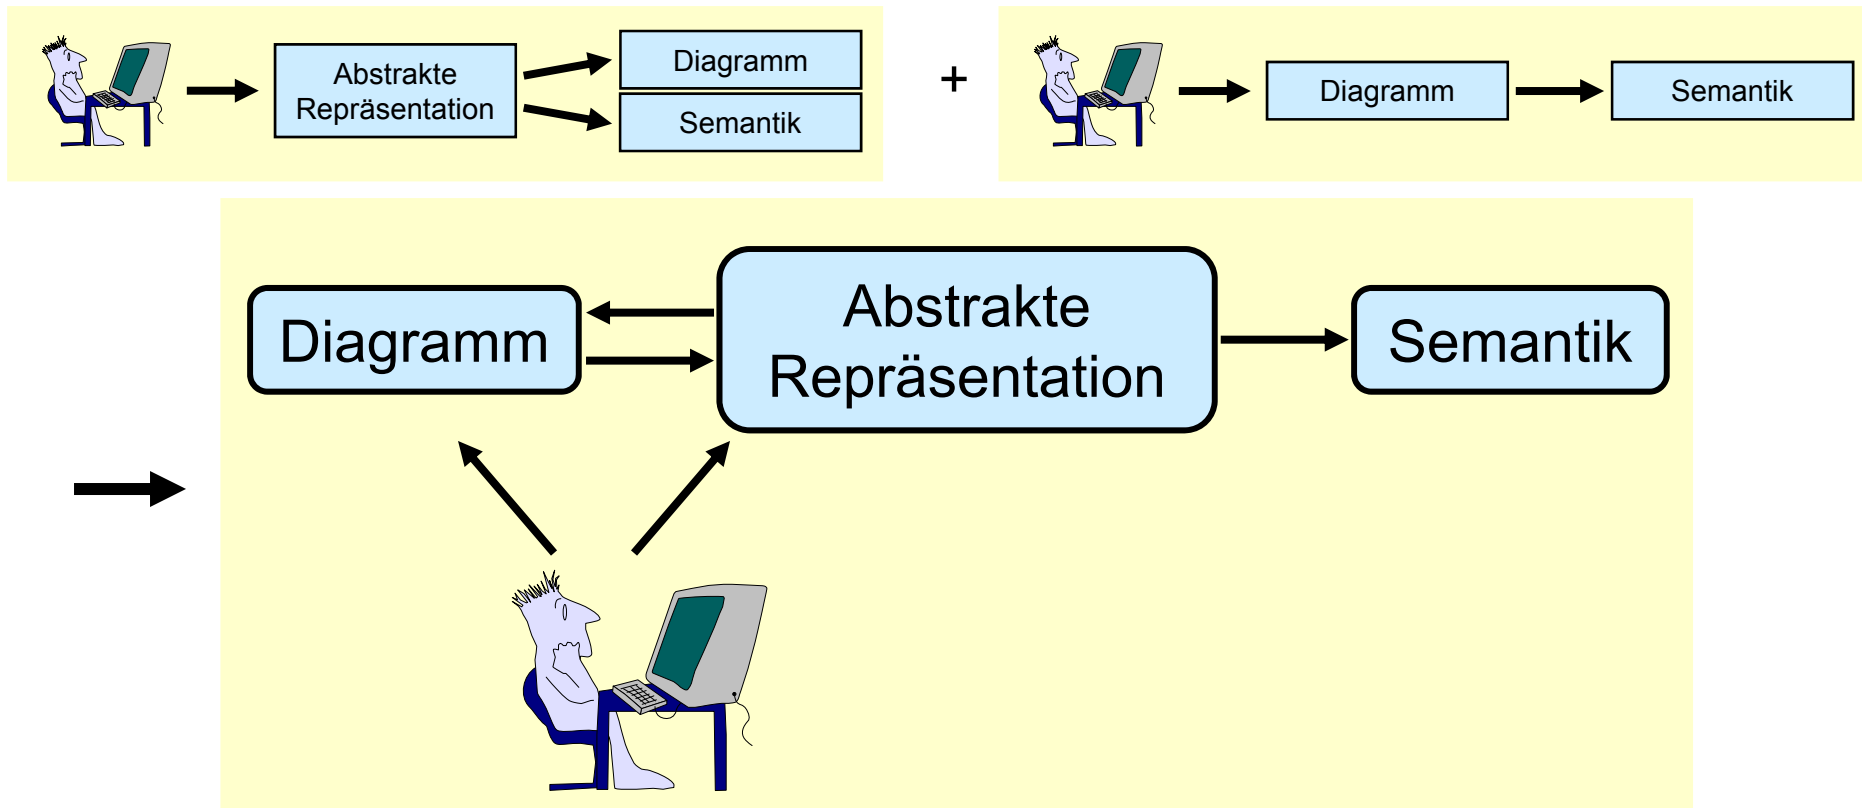 Abstrakte
Repräsentation
Diagramm
Semantik
+
Diagramm
Semantik
Diagramm
Abstrakte
Repräsentation
Semantik